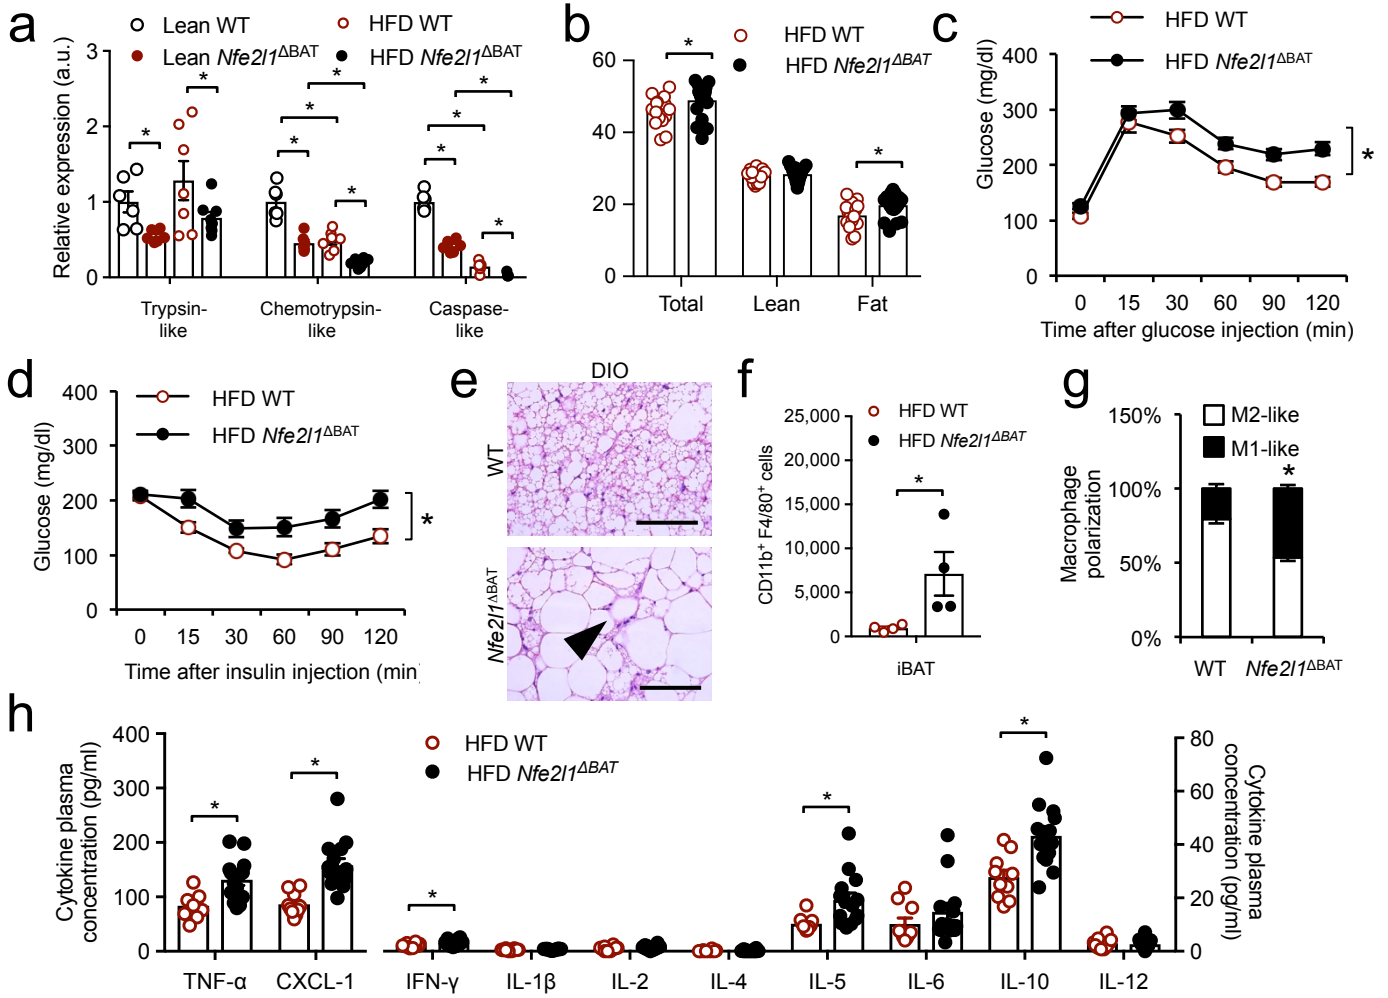 a
Lean WT
HFD WT
Lean Nfe2l1ΔBAT
HFD Nfe2l1ΔBAT
Relative expression (a.u.)
3
2
1
0
*
*
*
*
*
*
*
*
*
*
Trypsin-
like
Chemotrypsin-
like
Caspase-
like
b
HFD WT
HFD Nfe2l1ΔBAT
60
40
20
0
*
*
Total
Lean
Fat
c
HFD WT
HFD Nfe2l1ΔBAT
Glucose (mg/dl)
400
300
200
100
0
*
0 15 30 60 90 120
Time after glucose injection (min)
d
HFD WT
HFD Nfe2l1ΔBAT
Glucose (mg/dl)
400
300
200
100
0
*
0 15 30 60 90 120
Time after insulin injection (min
e
DIO
WT
Nfe2l1ΔBAT
f
HFD WT
HFD Nfe2l1ΔBAT
CD11b+ F4/80+ cells
25,000
20,000
15,000
10,000
5,000
0
*
iBAT
g
M2-like
M1-like
Macrophage
polarization
150%
100%
50%
0%
*
WT
Nfe2l1ΔBAT
h
HFD WT
HFD Nfe2l1ΔBAT
Cytokine plasma
concentration (pg/ml)
400
300
200
100
0
*
*
*
*
*
80
60
40
20
0
Cytokine plasma
concentration (pg/ml)
TNF-α CXCL-1 IFN-γ IL-1β IL-2 IL-4 IL-5 IL-6 IL-10 IL-12